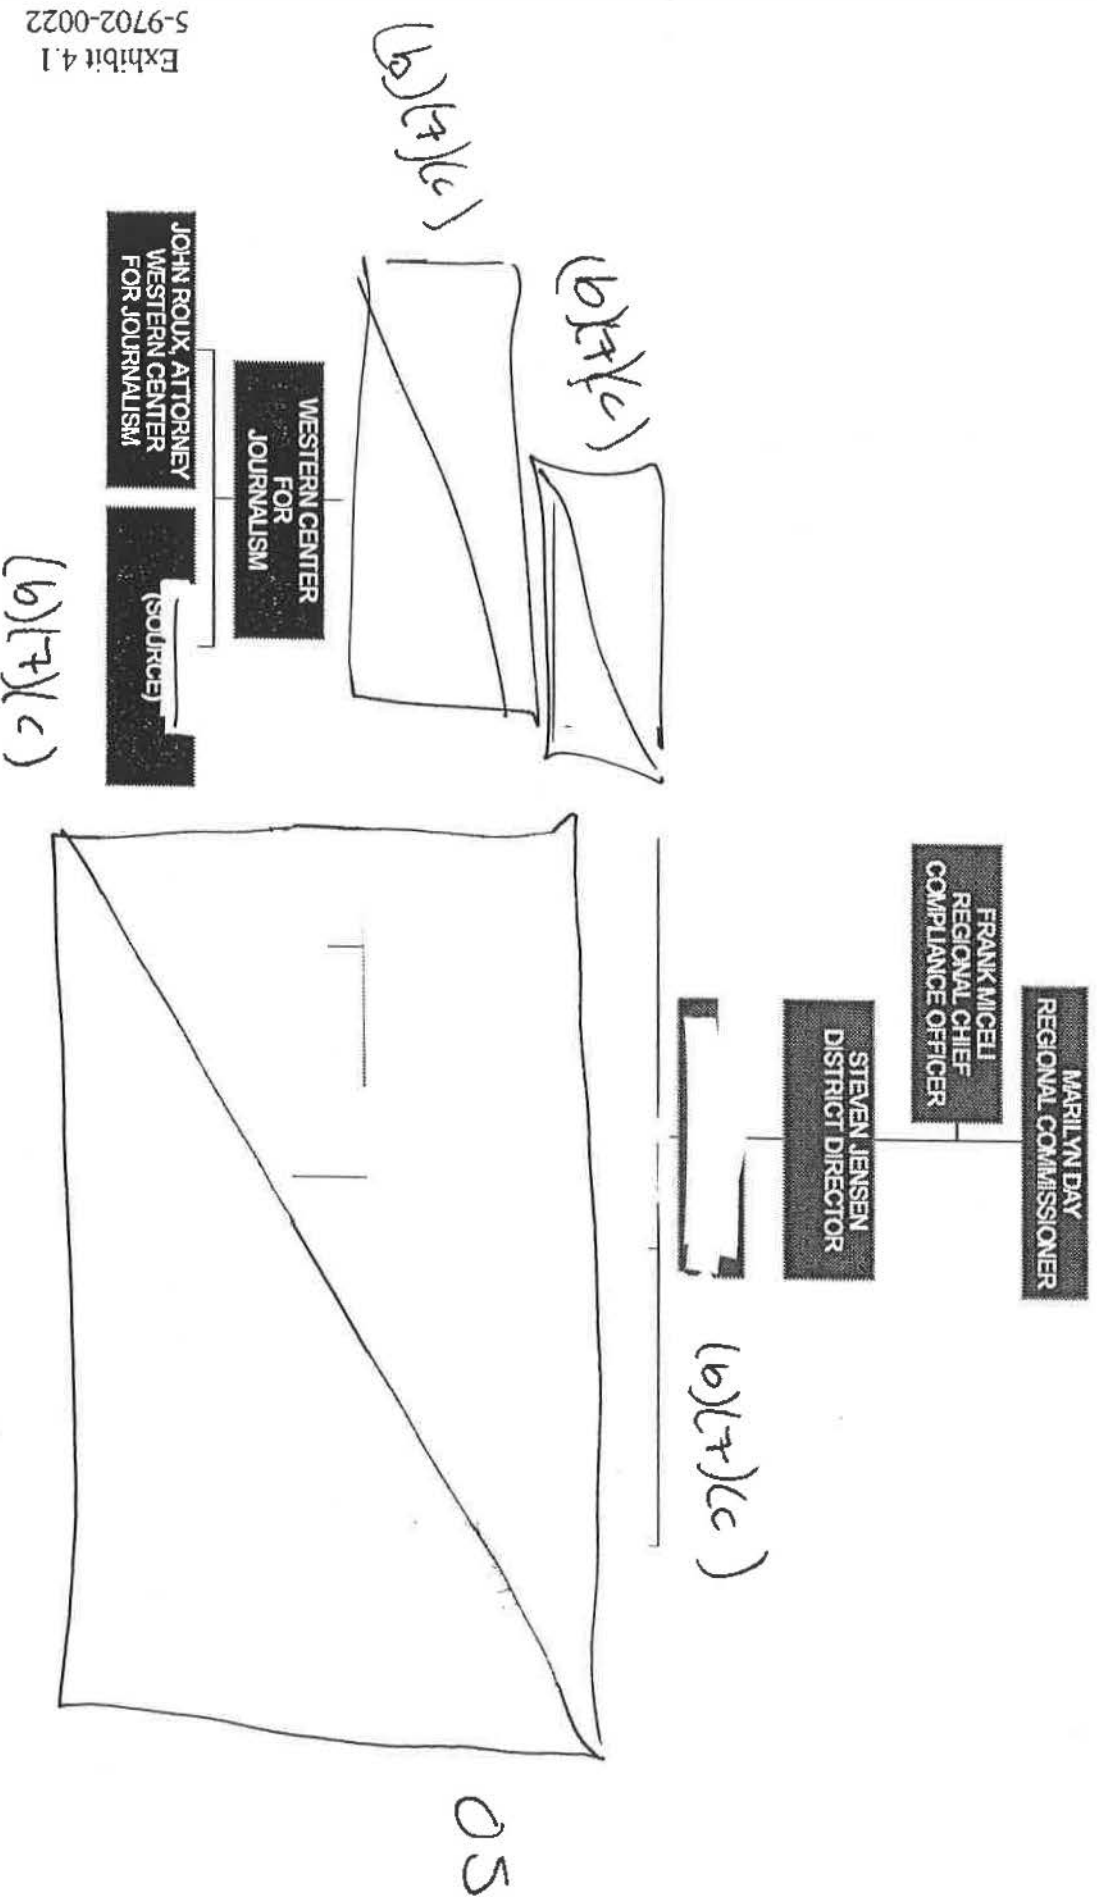 MARILYN DAY
REGIONAL COMMISSIONER
FRANK MICELI
REGIONAL CHIEF
COMPLIANCE OFFICER
STEVEN JENSEN
DISTRICT DIRECTOR
(b)(7)(c)
(b)(7)(c)
(b)(7)(c)
WESTERN CENTER
FOR
JOURNALISM
JOHN ROUX, ATTORNEY
WESTERN CENTER
FOR JOURNALISM
(SOURCE)
(b)(7)(c)
05
Exhibit 4.1
5-9702-0022